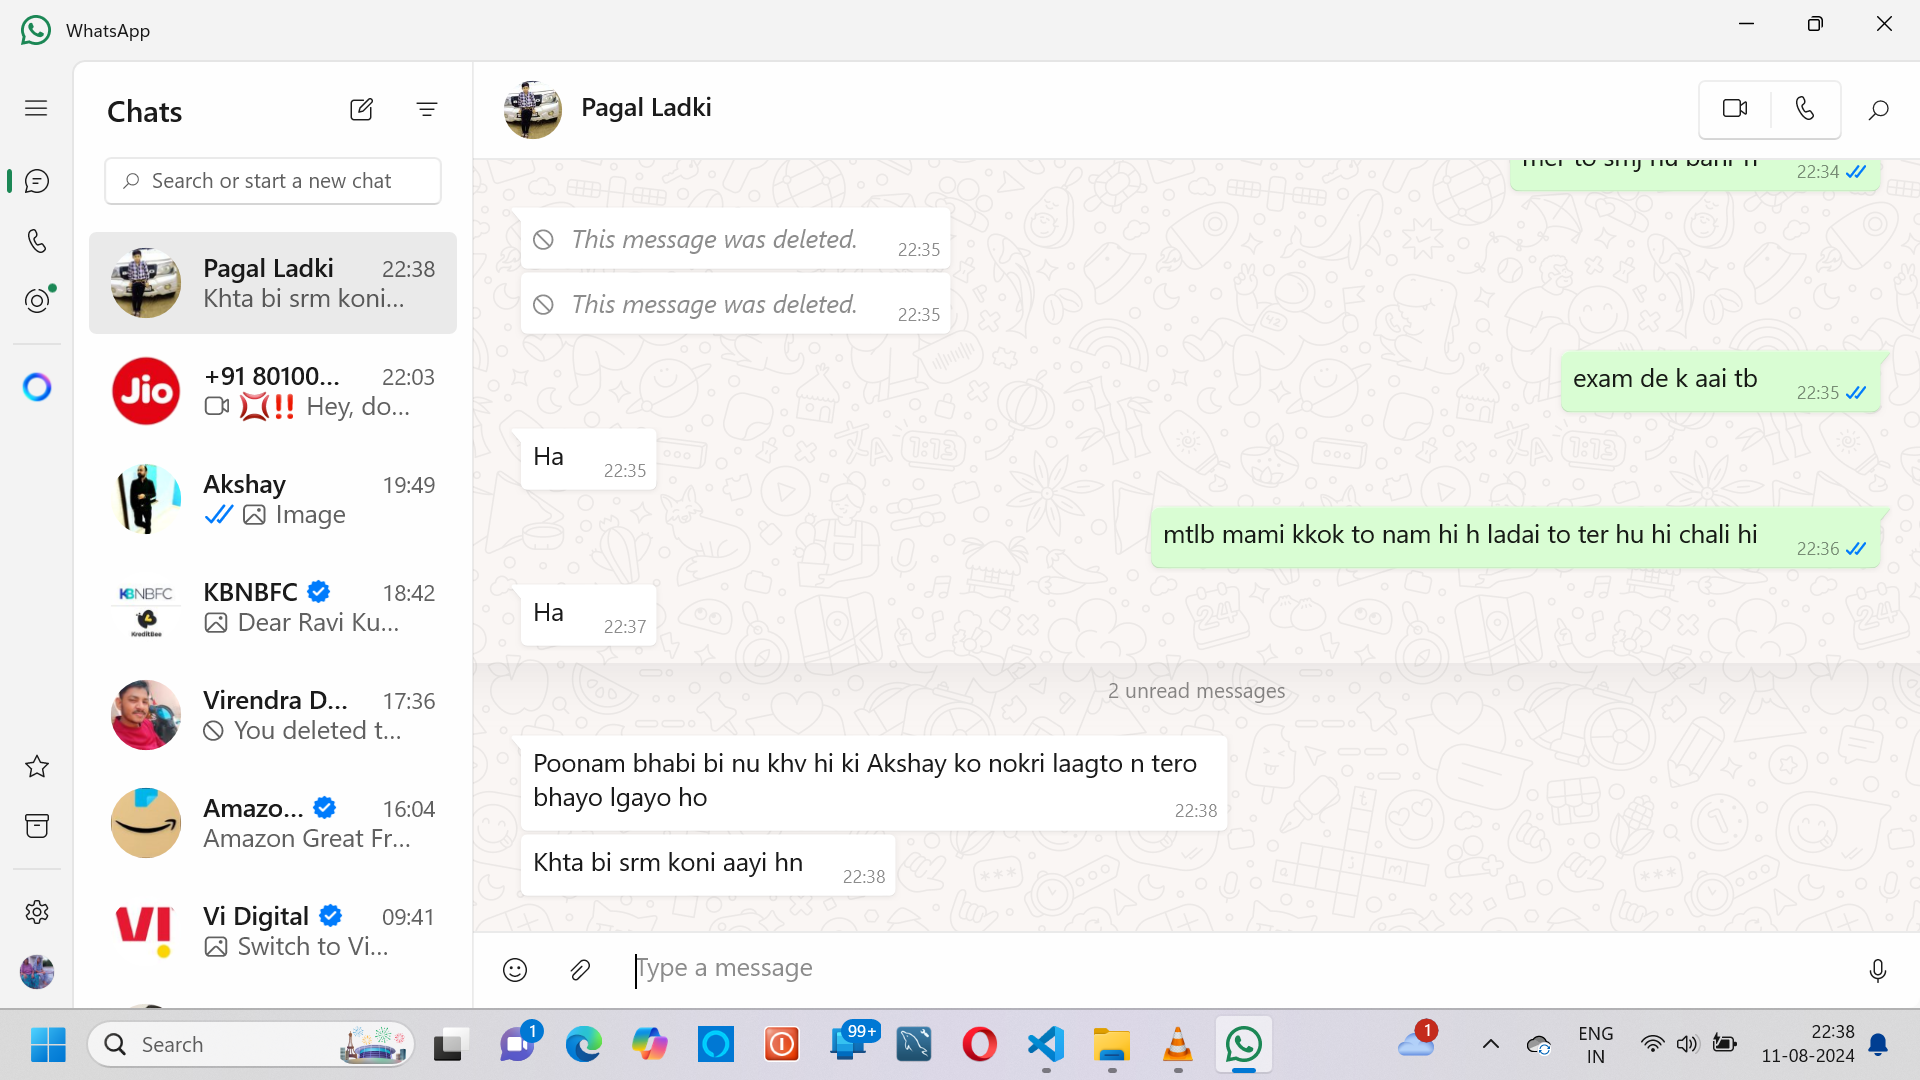 WhatsApp
Chats
Search or start a new chat
Pagal Ladki 22:38
Khta bi srm koni...
+91 80100... 22:03
Hey, do...
Jio
Akshay 19:49
Image
KBNBFC 18:42
Dear Ravi Ku...
KBNBFC
KreditBee
Virendra D... 17:36
You deleted t...
Amazo... 16:04
Amazon Great Fr...
Vi Digital 09:41
Switch to Vi...
VI
Pagal Ladki
22:34
This message was deleted. 22:35
This message was deleted. 22:35
exam de k aai tb 22:35
Ha 22:35
mtlb mami kkok to nam hi h ladai to ter hu hi chali hi 22:36
Ha 22:37
2 unread messages
Poonam bhabi bi nu khv hi ki Akshay ko nokri laagto n tero
bhayo lgayo ho 22:38
Khta bi srm koni aayi hn 22:38
Type a message
Search
1
99+
1
ENG
IN
22:38
11-08-2024